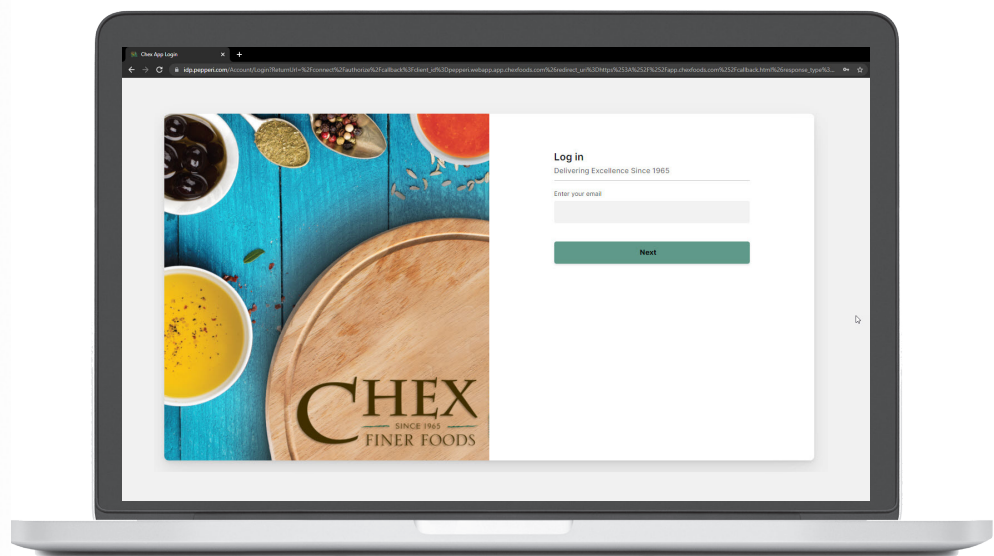 Chex App Login
idp.pepperi.com/Account/Login?ReturnUrl=%2Fconnect%2Fauthorize%2Fcallback%3Fclient_id%3Dpepperi.webapp.app.chexfoods.com%26redirect_uri%3Dhttps%253A%252F%252Fapp.chexfoods.com%252Fcallback.html%26response_type%3...
Log in
Delivering Excellence Since 1965
Enter your email
Next
CHEX
SINCE 1965
FINER FOODS